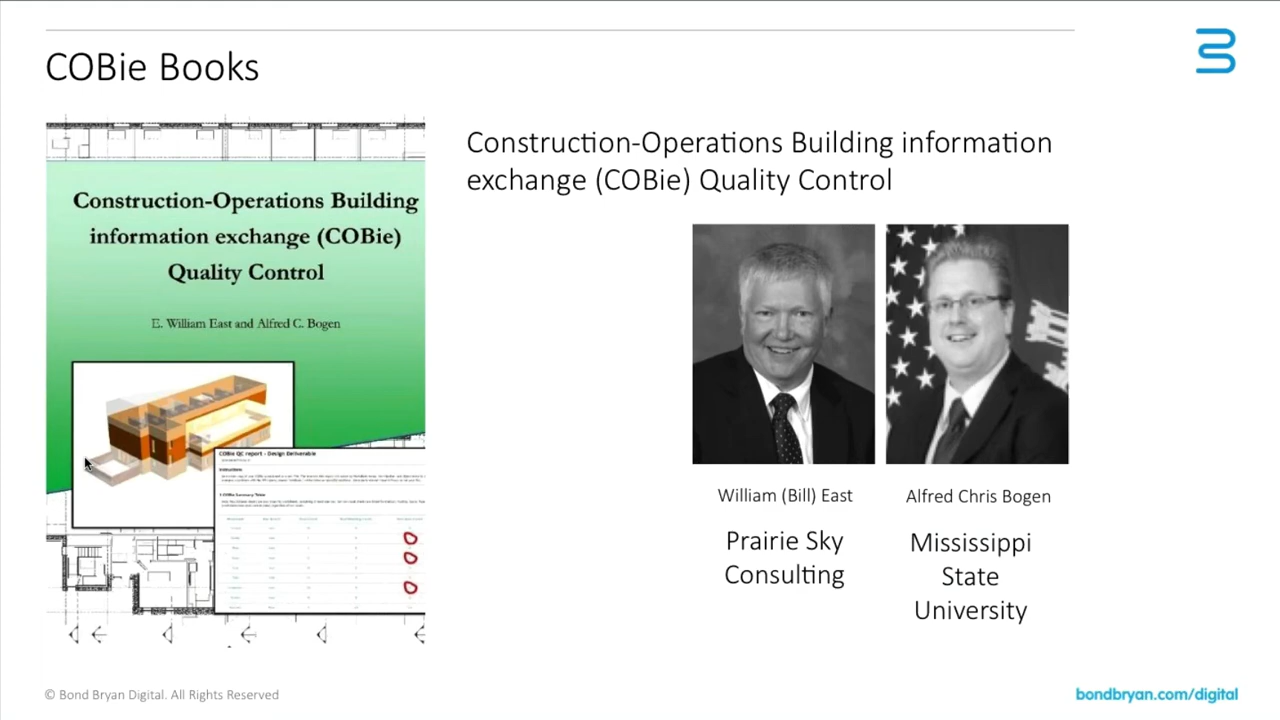 COBie Books
Construction-Operations Building
information exchange (COBie)
Quality Control
E. William East and Alfred C. Bogen
COBie QC report - Design Deliverable
Construction-Operations Building information
exchange (COBie) Quality Control
William (Bill) East
Prairie Sky
Consulting
Alfred Chris Bogen
Mississippi
State
University
© Bond Bryan Digital. All Rights Reserved
bondbryan.com/digital